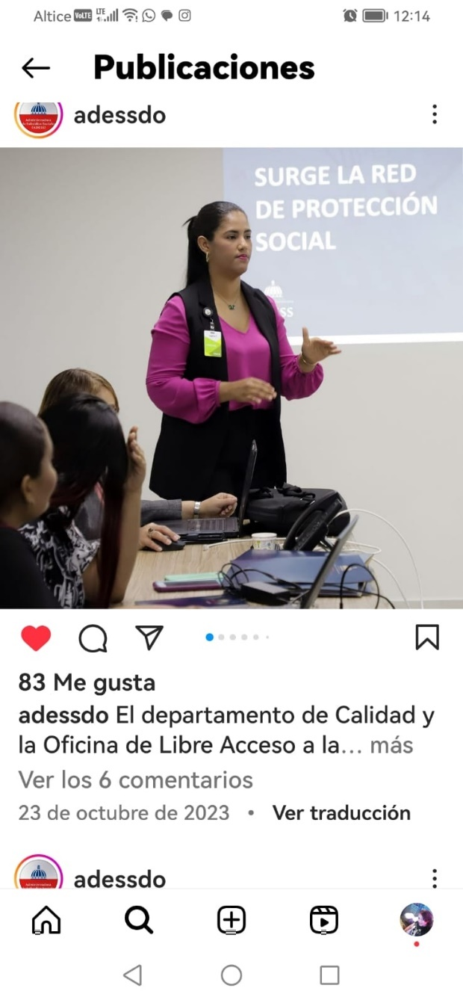 Altice VoLTE LTE 12:14
Publicaciones
adessdo
SURGE LA RED
DE PROTECCIÓN
SOCIAL
SS
83 Me gusta
adessdo El departamento de Calidad y
la Oficina de Libre Acceso a la... más
Ver los 6 comentarios
23 de octubre de 2023 • Ver traducción
adessdo